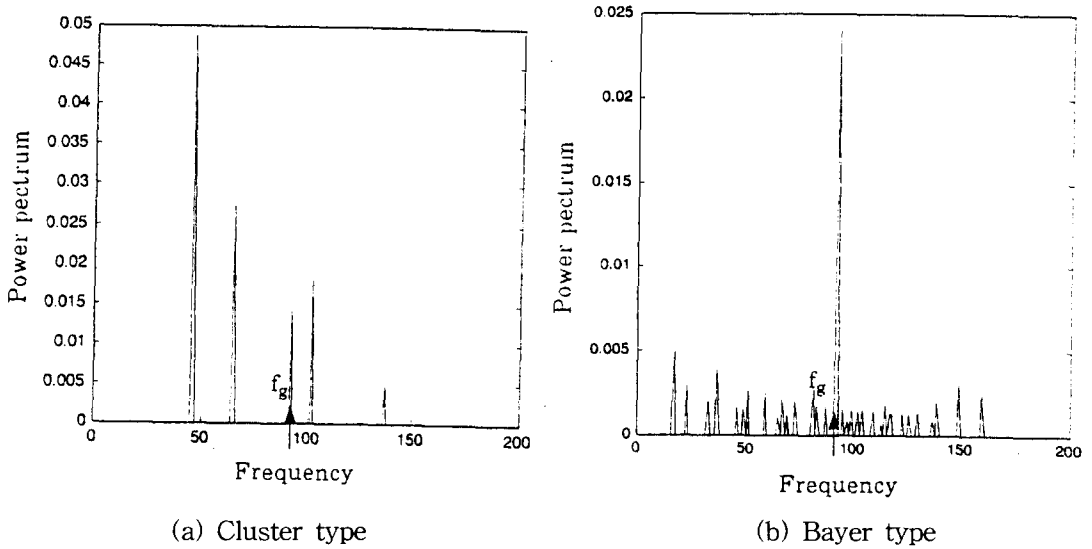 0.05
0.045
0.04
0.035
0.03
0.025
0.02
0.015
0.01
0.005
0
Power pectrum
f_g
0 50 100 150 200
Frequency
(a) Cluster type
0.025
0.02
0.015
0.01
0.005
0
Power pectrum
f_g
0 50 100 150 200
Frequency
(b) Bayer type